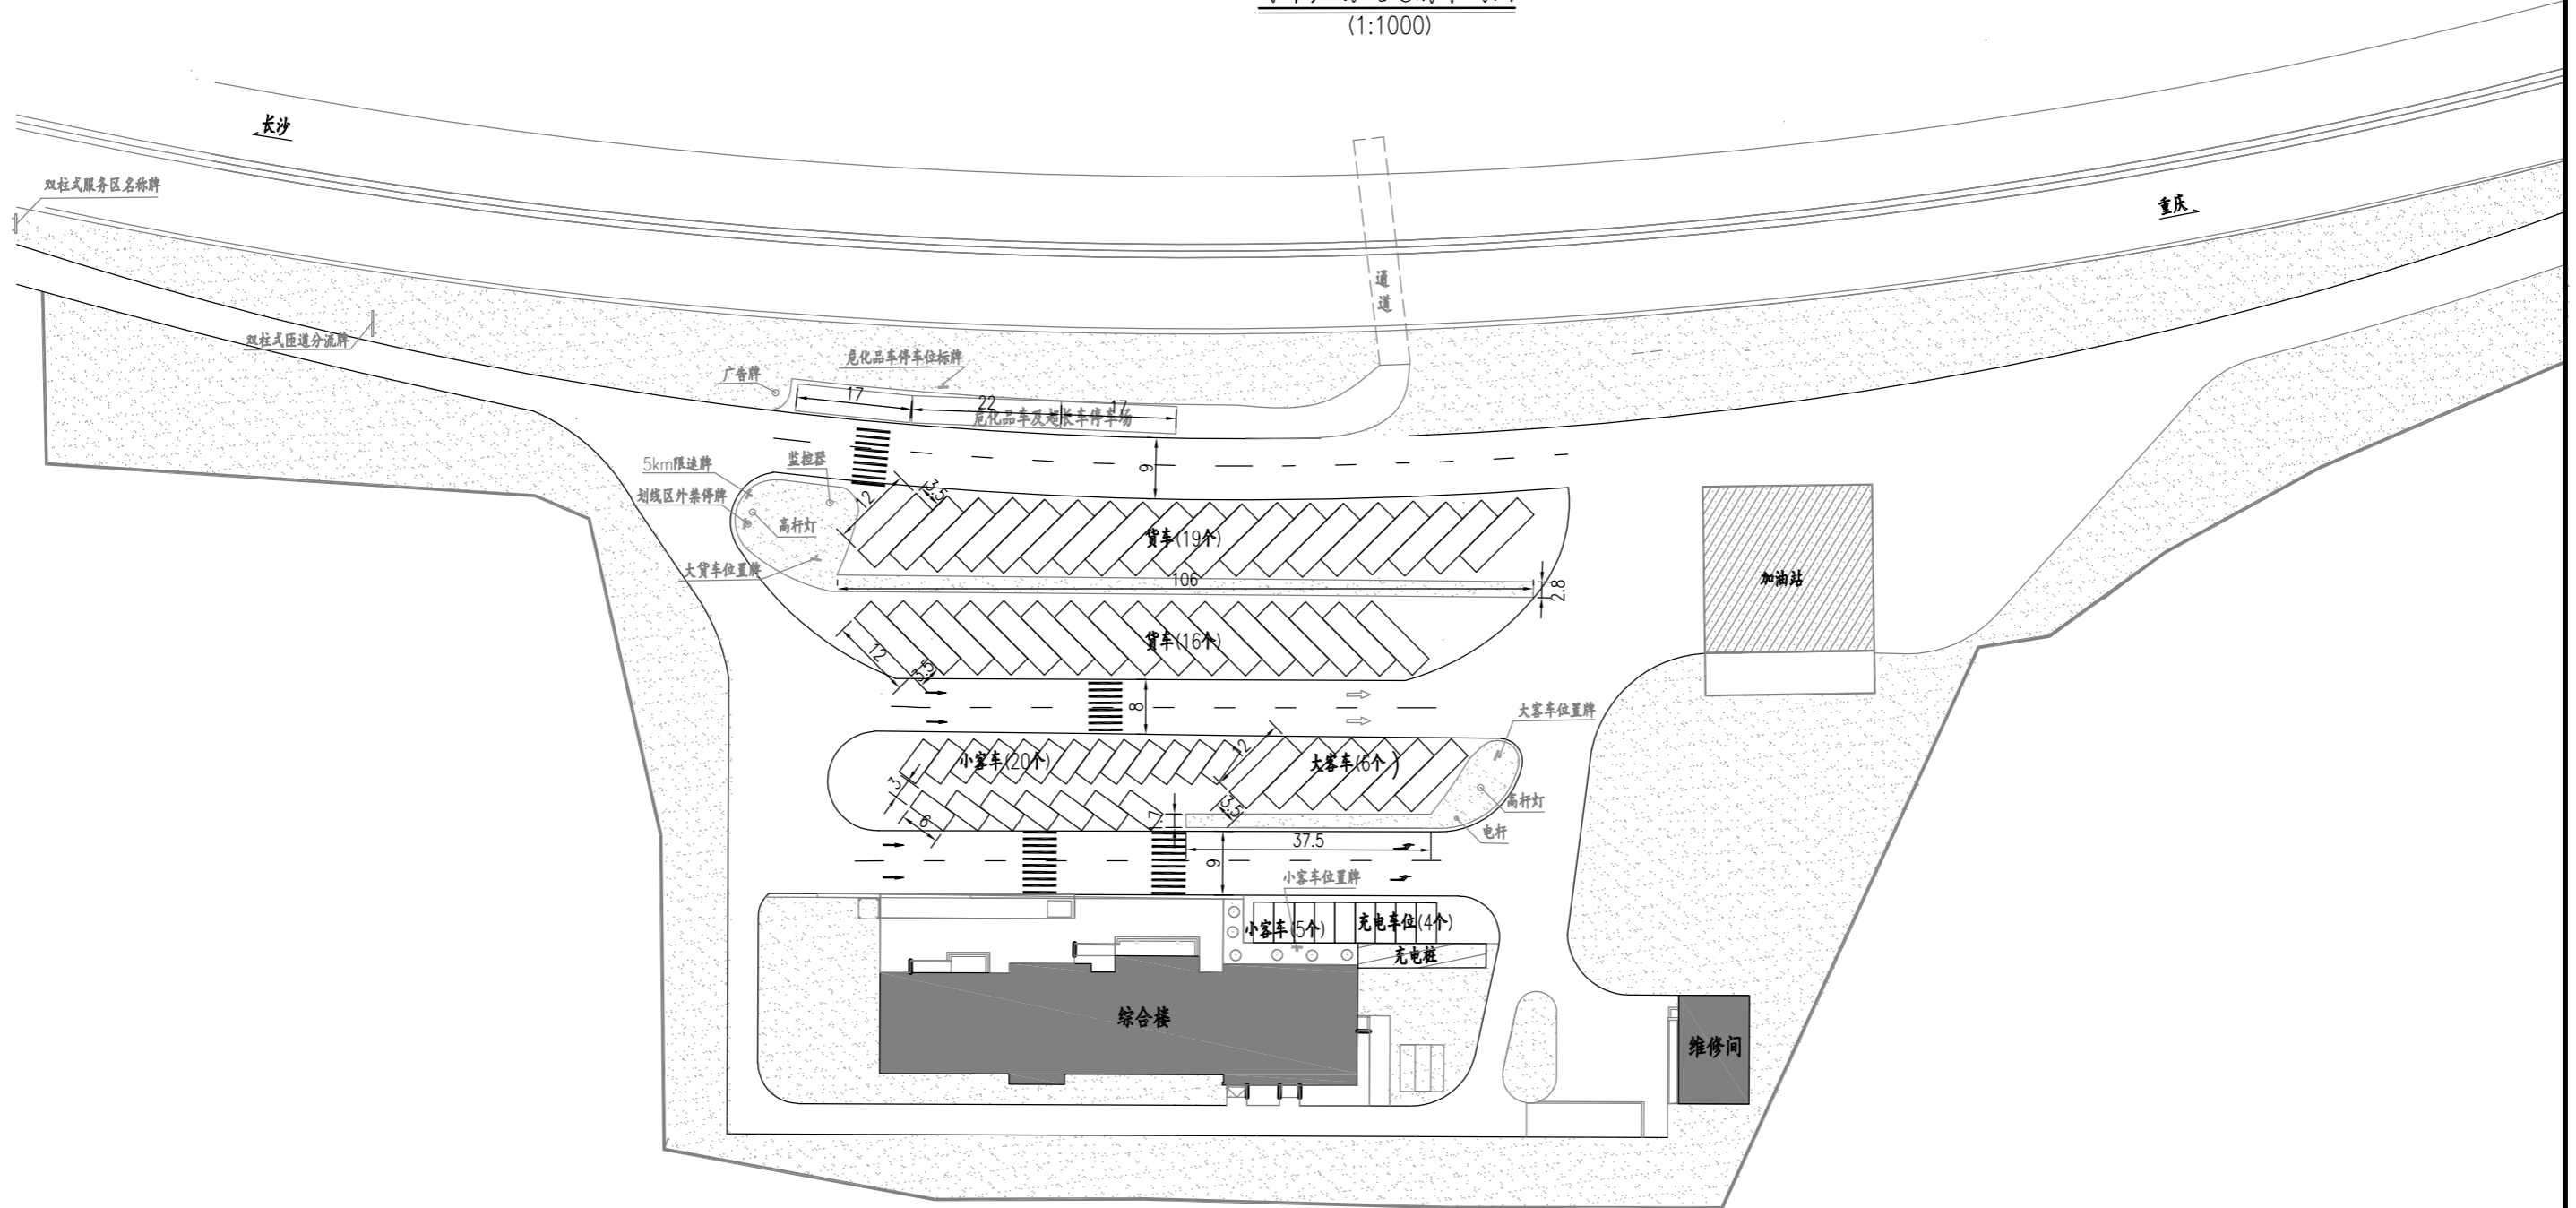 (1:1000)
长沙
双柱式服务区名称牌
重庆
通
道
双柱式匝道分流牌
危化品车停车位标牌
广告牌
17
22
17
危化品车及超长车停车场
5km限速牌
监控器
9
划线区外禁停牌
12
3.5
高杆灯
货车(19个)
大货车位置牌
106
2.8
加油站
货车(16个)
12
3.5
8
大客车位置牌
小客车(20个)
12
大客车(6个)
3
3.5
高杆灯
6
7
电杆
37.5
9
小客车位置牌
小客车(5个)
充电车位(4个)
充电桩
综合楼
维修间